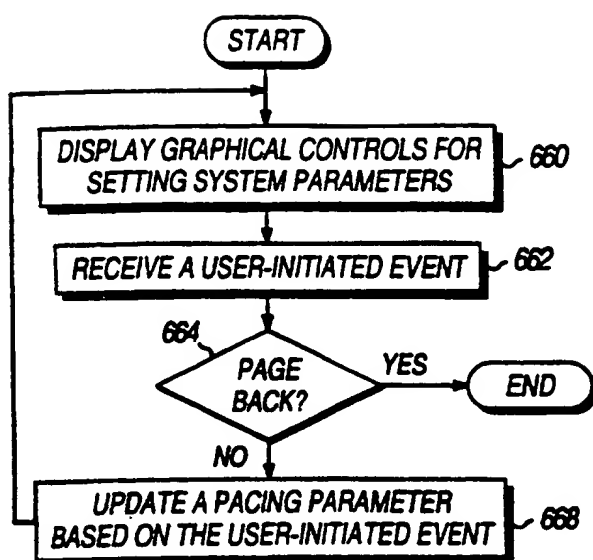 START
DISPLAY GRAPHICAL CONTROLS FOR
SETTING SYSTEM PARAMETERS
660
RECEIVE A USER-INITIATED EVENT
662
664
PAGE
BACK?
YES
END
NO
UPDATE A PACING PARAMETER
BASED ON THE USER-INITIATED EVENT
668